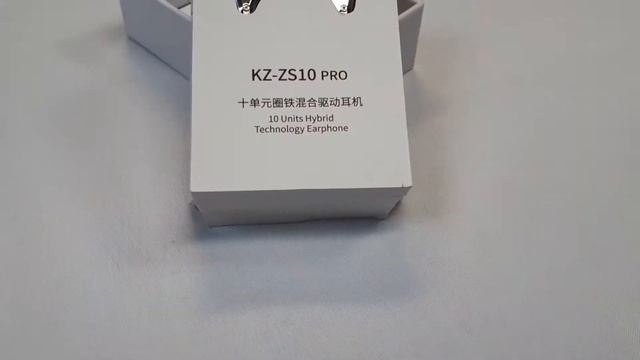 KZ-ZS10 PRO
十单元圈铁混合驱动耳机
10 Units Hybrid
Technology Earphone